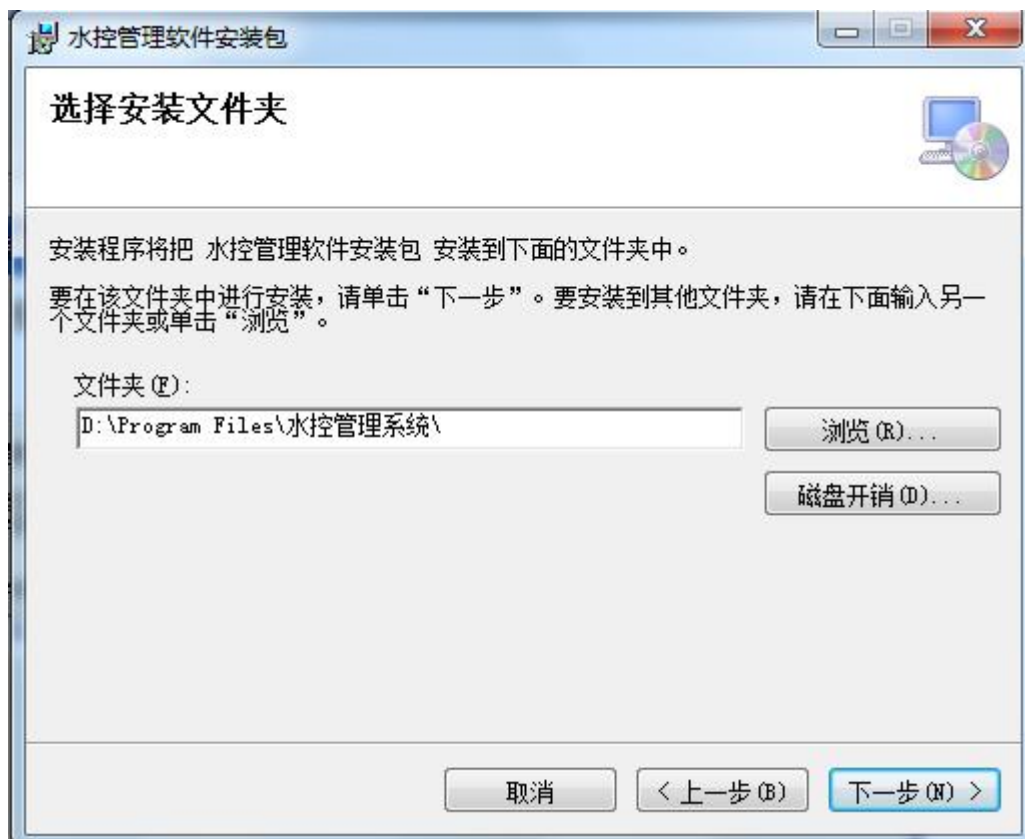 水控管理软件安装包
选择安装文件夹
安装程序将把 水控管理软件安装包 安装到下面的文件夹中。
要在该文件夹中进行安装，请单击“下一步”。要安装到其他文件夹，请在下面输入另一
个文件夹或单击“浏览”。
文件夹(F):
D:\Program Files\水控管理系统\
浏览(R)...
磁盘开销(D)...
取消
< 上一步(B)
下一步(N) >